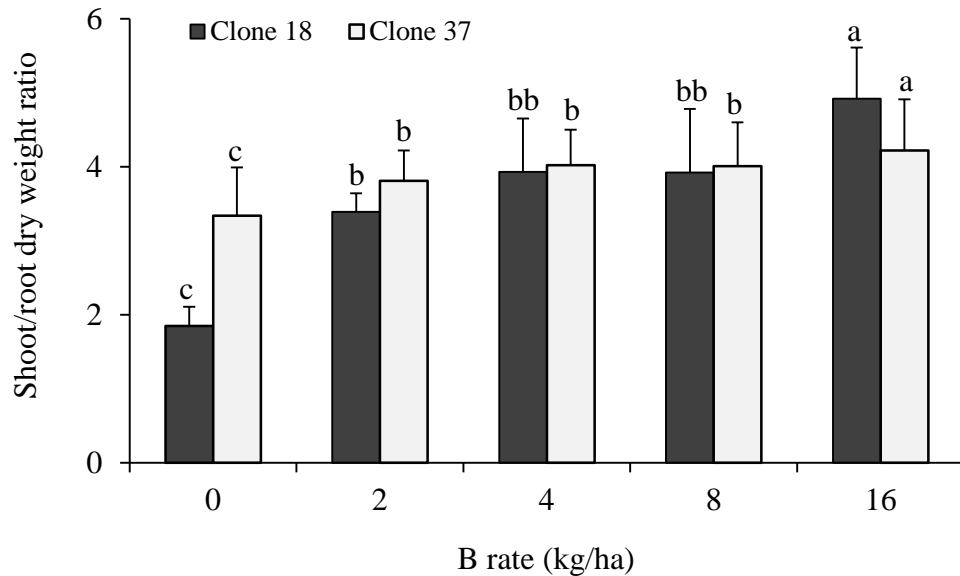 Shoot/root dry weight ratio
6
4
2
0
Clone 18 Clone 37
c c b b bb b bb b a a
0 2 4 8 16
B rate (kg/ha)